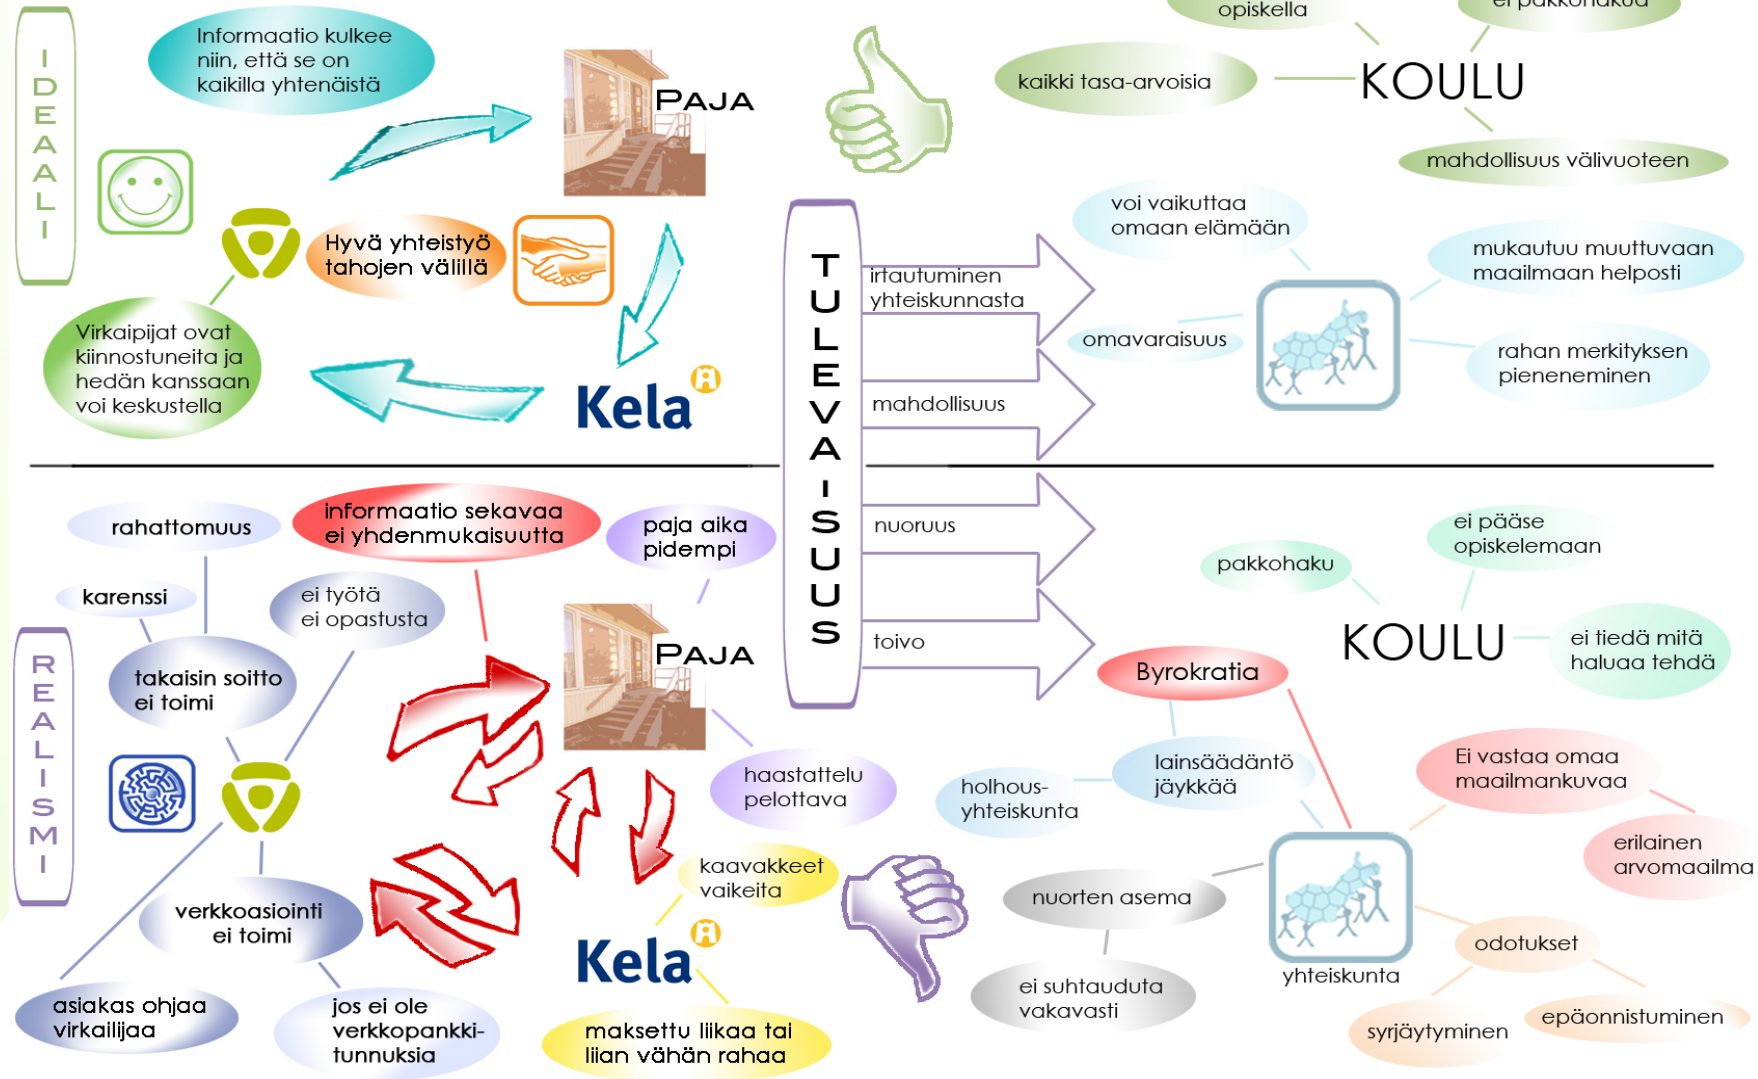 IDEAALI
Informaatio kulkee
niin, että se on
kaikilla yhtenäistä
PAJA
Hyvä yhteistyö
tahojen välillä
Virkaipijat ovat
kiinnostuneita ja
hedän kanssaan
voi keskustella
Kela
opiskella
ei pakkohakua
kaikki tasa-arvoisia
KOULU
mahdollisuus välivuoteen
voi vaikuttaa
omaan elämään
mukautuu muuttuvaan
maailmaan helposti
omavaraisuus
rahan merkityksen
pieneneminen
TULEVAISUUS
irtautuminen
yhteiskunnasta
mahdollisuus
nuoruus
toivo
REALISMI
rahattomuus
informaatio sekavaa
ei yhdenmukaisuutta
paja aika
pidempi
karenssi
ei työtä
ei opastusta
takaisin soitto
ei toimi
PAJA
haastattelu
pelottava
kaavakkeet
vaikeita
verkkoasiointi
ei toimi
Kela
asiakas ohjaa
virkailijaa
jos ei ole
verkkopankki-
tunnuksia
maksettu liikaa tai
liian vähän rahaa
ei pääse
opiskelemaan
pakkohaku
KOULU
ei tiedä mitä
haluaa tehdä
Byrokratia
lainsäädäntö
jäykkää
holhous-
yhteiskunta
Ei vastaa omaa
maailmankuvaa
erilainen
arvomaailma
nuorten asema
ei suhtauduta
vakavasti
yhteiskunta
odotukset
syrjäytyminen
epäonnistuminen